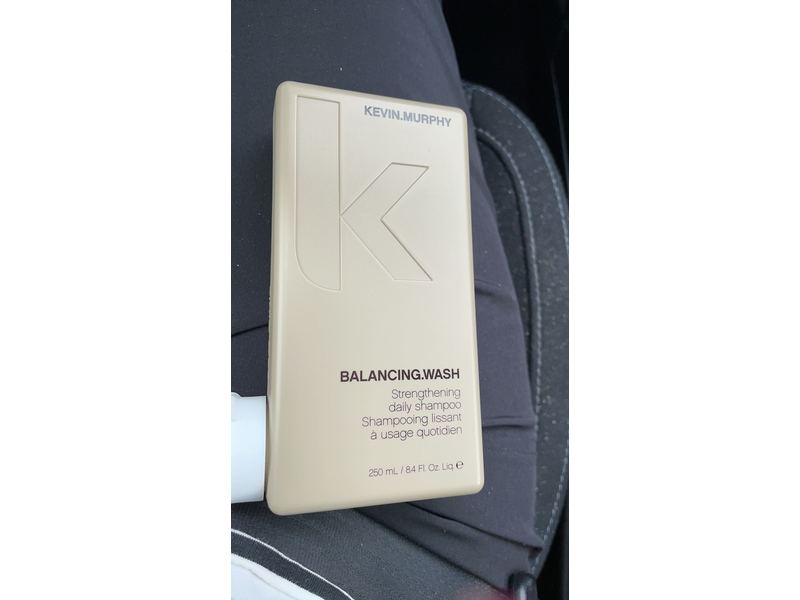 KEVIN.MURPHY
BALANCING.WASH
Strengthening
daily shampoo
Shampooing lissant
à usage quotidien
250 mL / 8.4 Fl. Oz. Liq. ℮